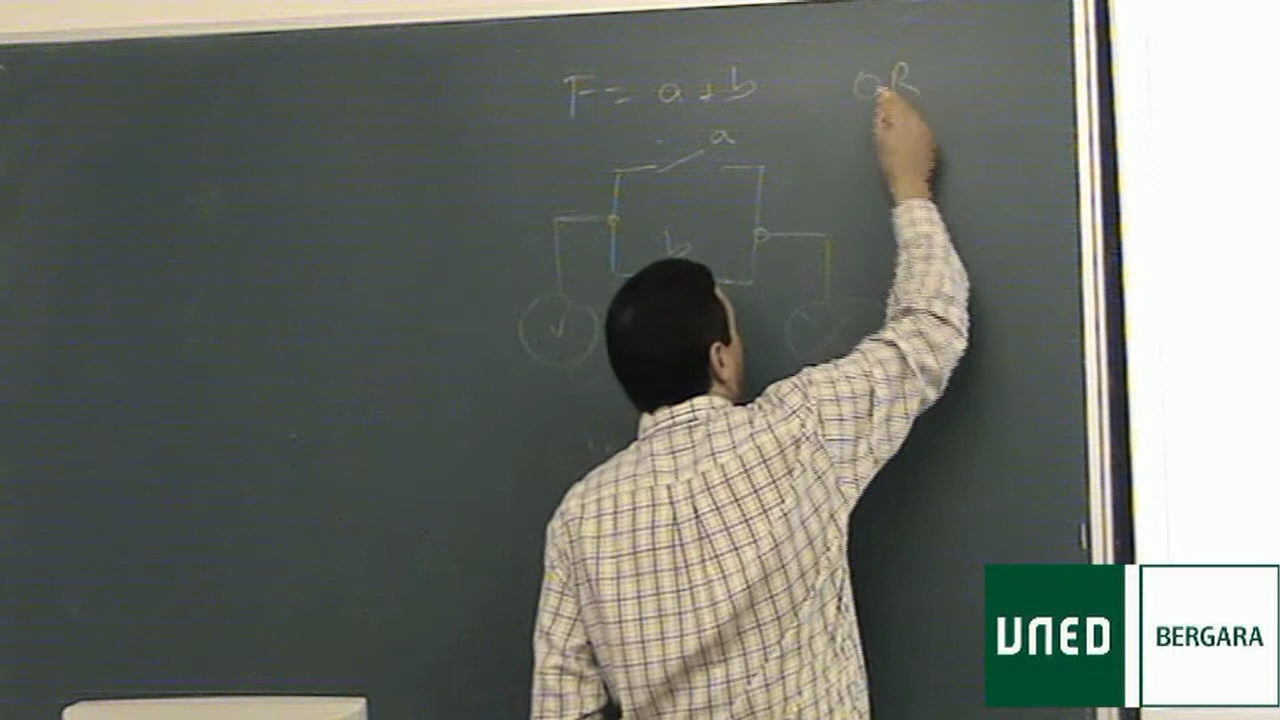 F = a + b OR
a
b
V
UNED BERGARA